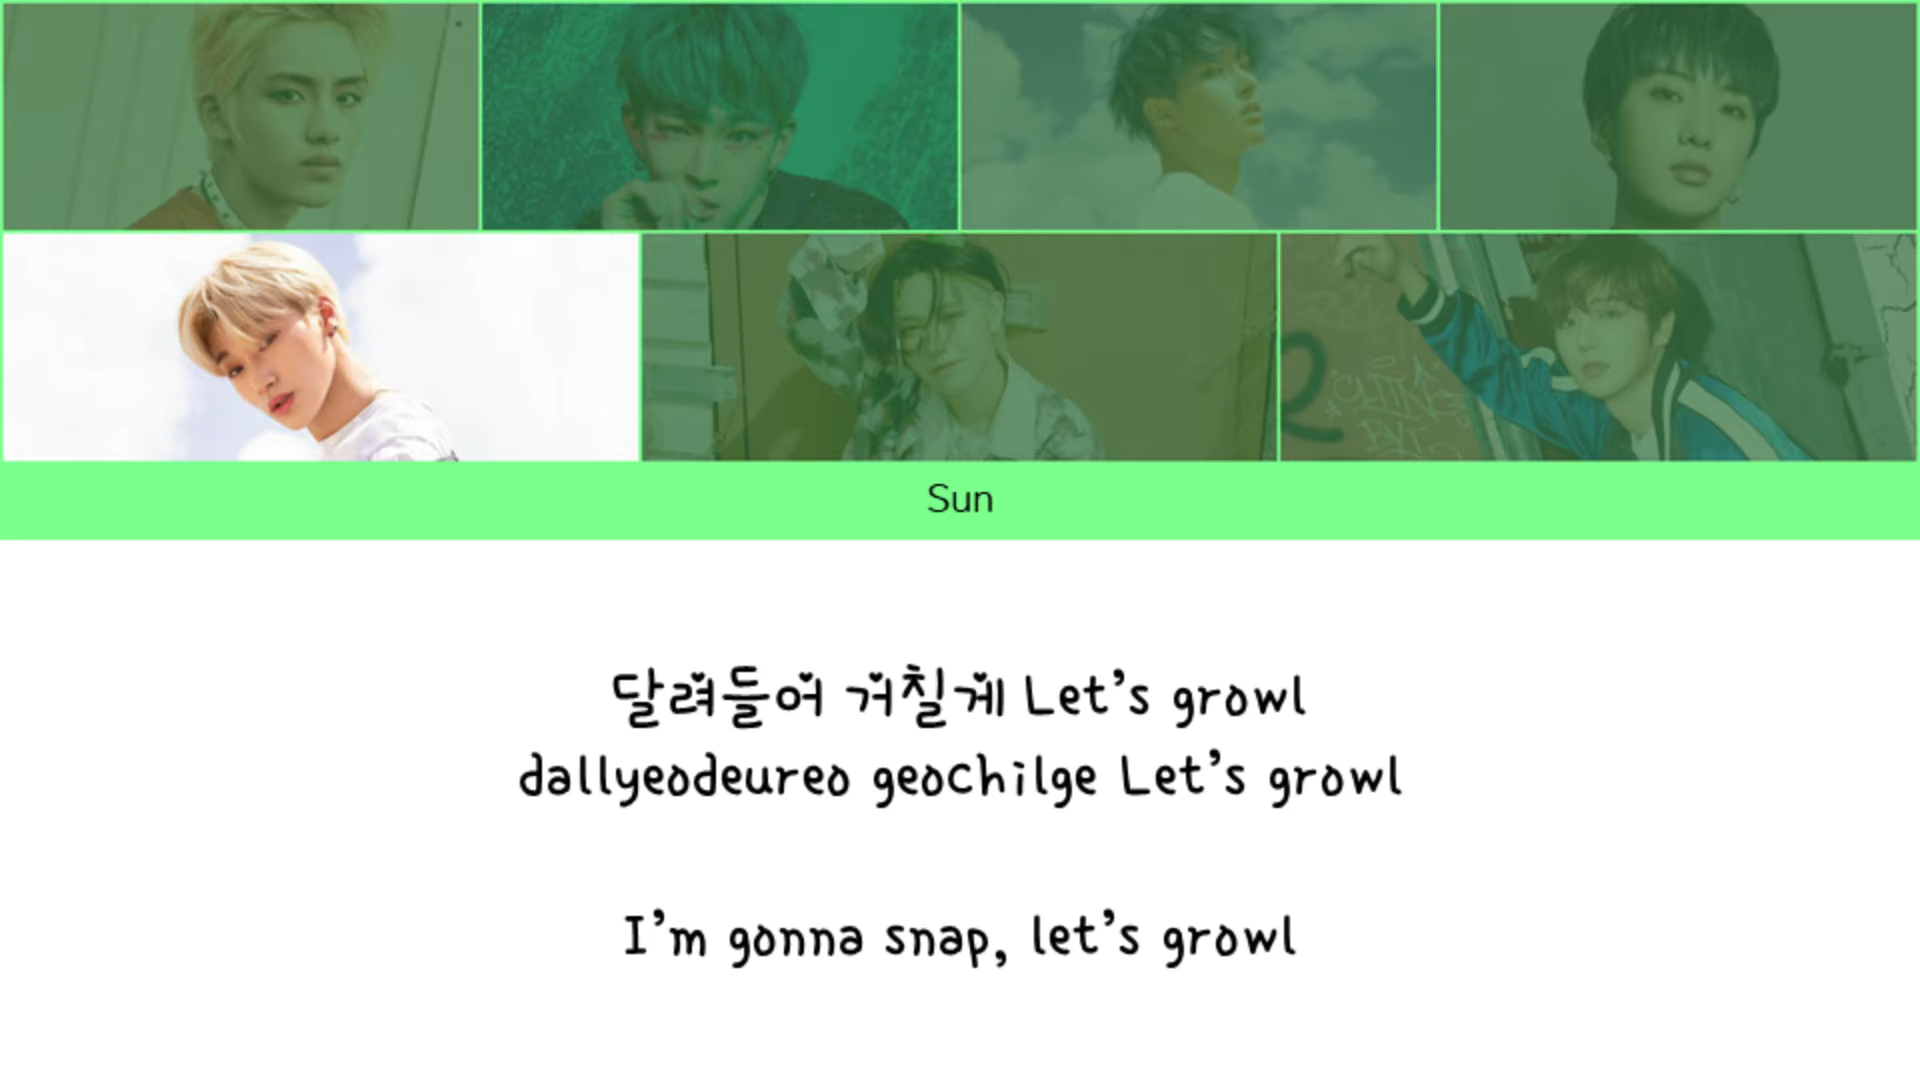 Sun
달려들어 거칠게 Let's growl
dallyeodeureo geochilge Let's growl
I'm gonna snap, let's growl